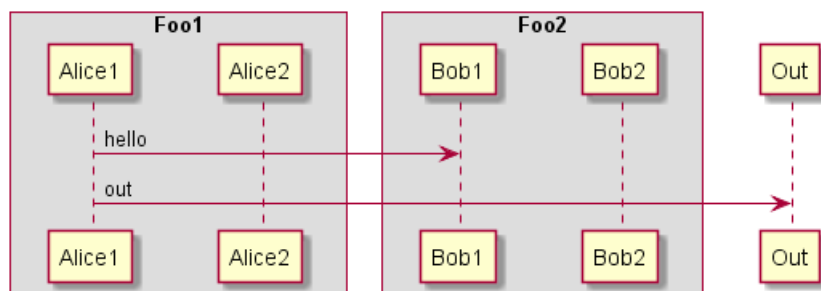 Foo1 Foo2
Alice1 Alice2 Bob1 Bob2 Out
hello
out
Alice1 Alice2 Bob1 Bob2 Out